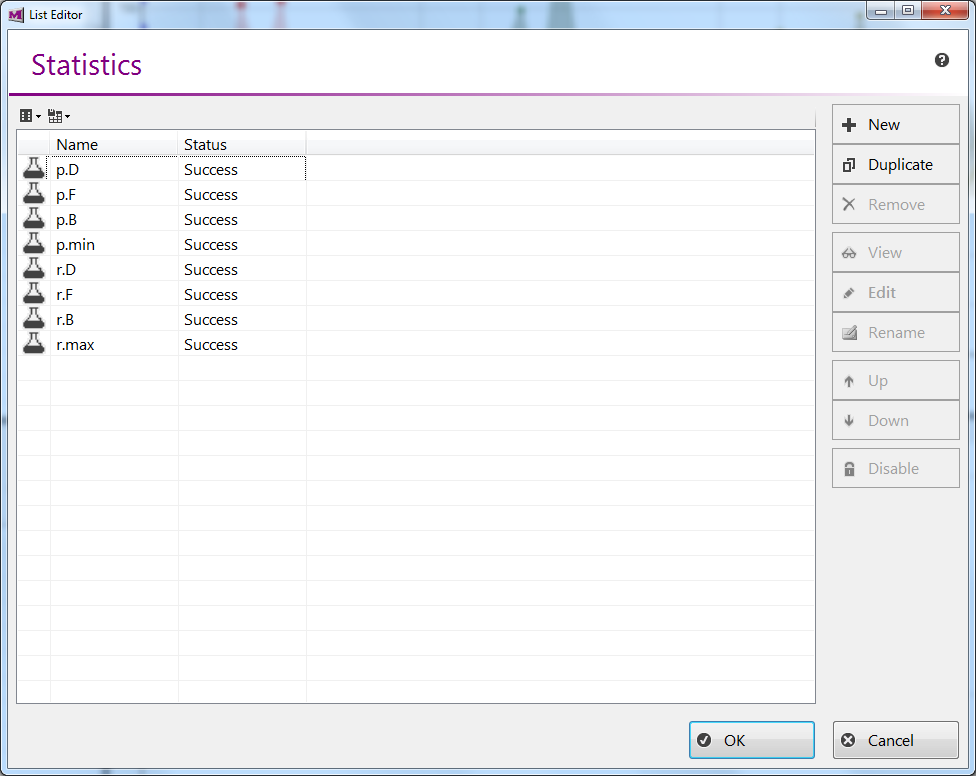 List Editor
Statistics
Name Status
p.D Success
p.F Success
p.B Success
p.min Success
r.D Success
r.F Success
r.B Success
r.max Success
New
Duplicate
Remove
View
Edit
Rename
Up
Down
Disable
OK
Cancel